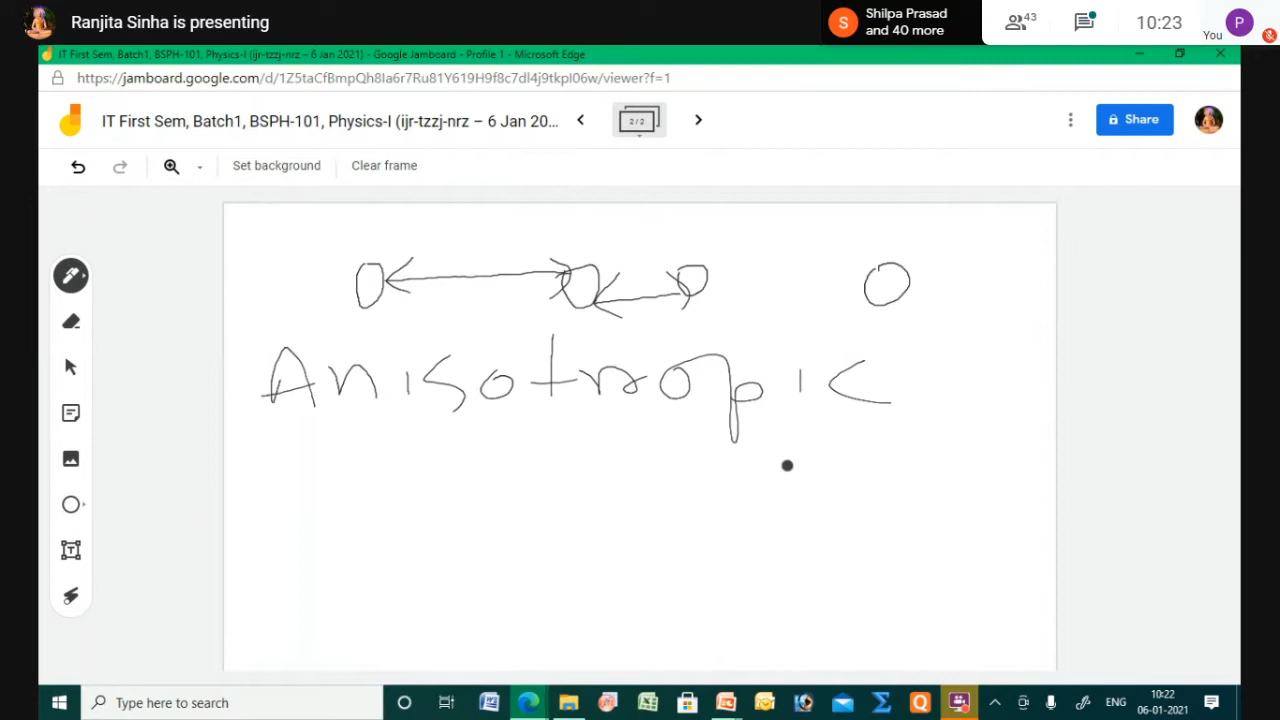 Ranjita Sinha is presenting
S
Shilpa Prasad
and 40 more
43
10:23
You
P
IT First Sem, Batch1, BSPH-101, Physics-I (ijr-tzzj-nrz – 6 Jan 2021) - Google Jamboard - Profile 1 - Microsoft Edge
https://jamboard.google.com/d/1Z5taCfBmpQh8Ia6r7Ru81Y619H9f8c7dl4j9tkpI06w/viewer?f=1
IT First Sem, Batch1, BSPH-101, Physics-I (ijr-tzzj-nrz – 6 Jan 20...
2 / 2
Share
Set background
Clear frame
Anisotropic
Type here to search
ENG
10:22
06-01-2021